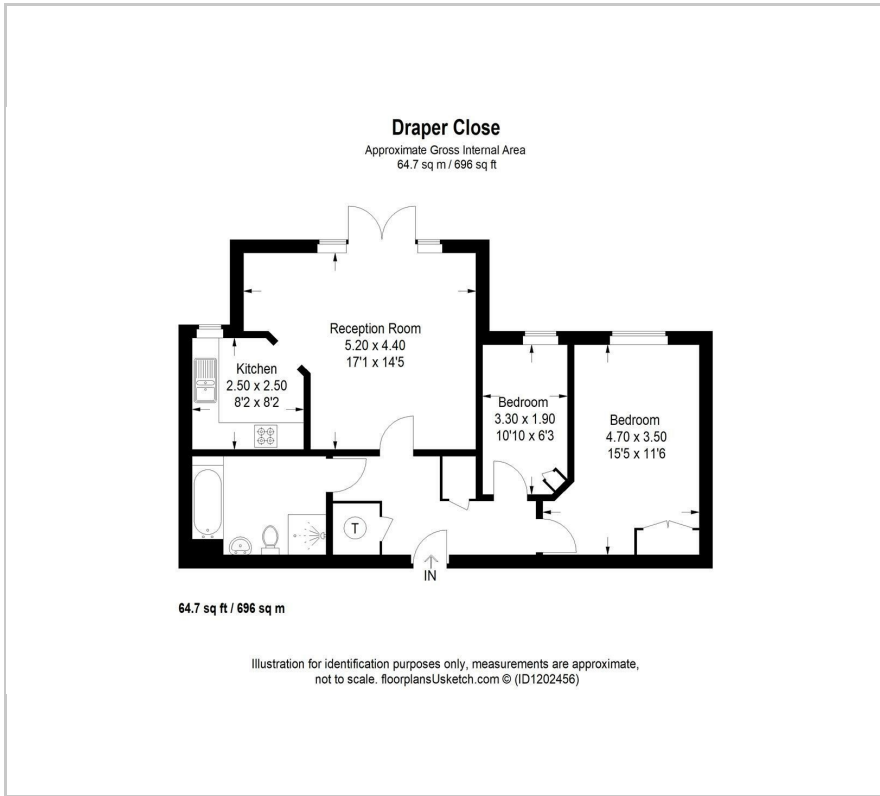 Draper Close
Approximate Gross Internal Area
64.7 sq m / 696 sq ft
Reception Room
5.20 x 4.40
17'1 x 14'5
Kitchen
2.50 x 2.50
8'2 x 8'2
Bedroom
3.30 x 1.90
10'10 x 6'3
Bedroom
4.70 x 3.50
15'5 x 11'6
T
IN
64.7 sq ft / 696 sq m
Illustration for identification purposes only, measurements are approximate,
not to scale. floorplansUsketch.com © (ID1202456)